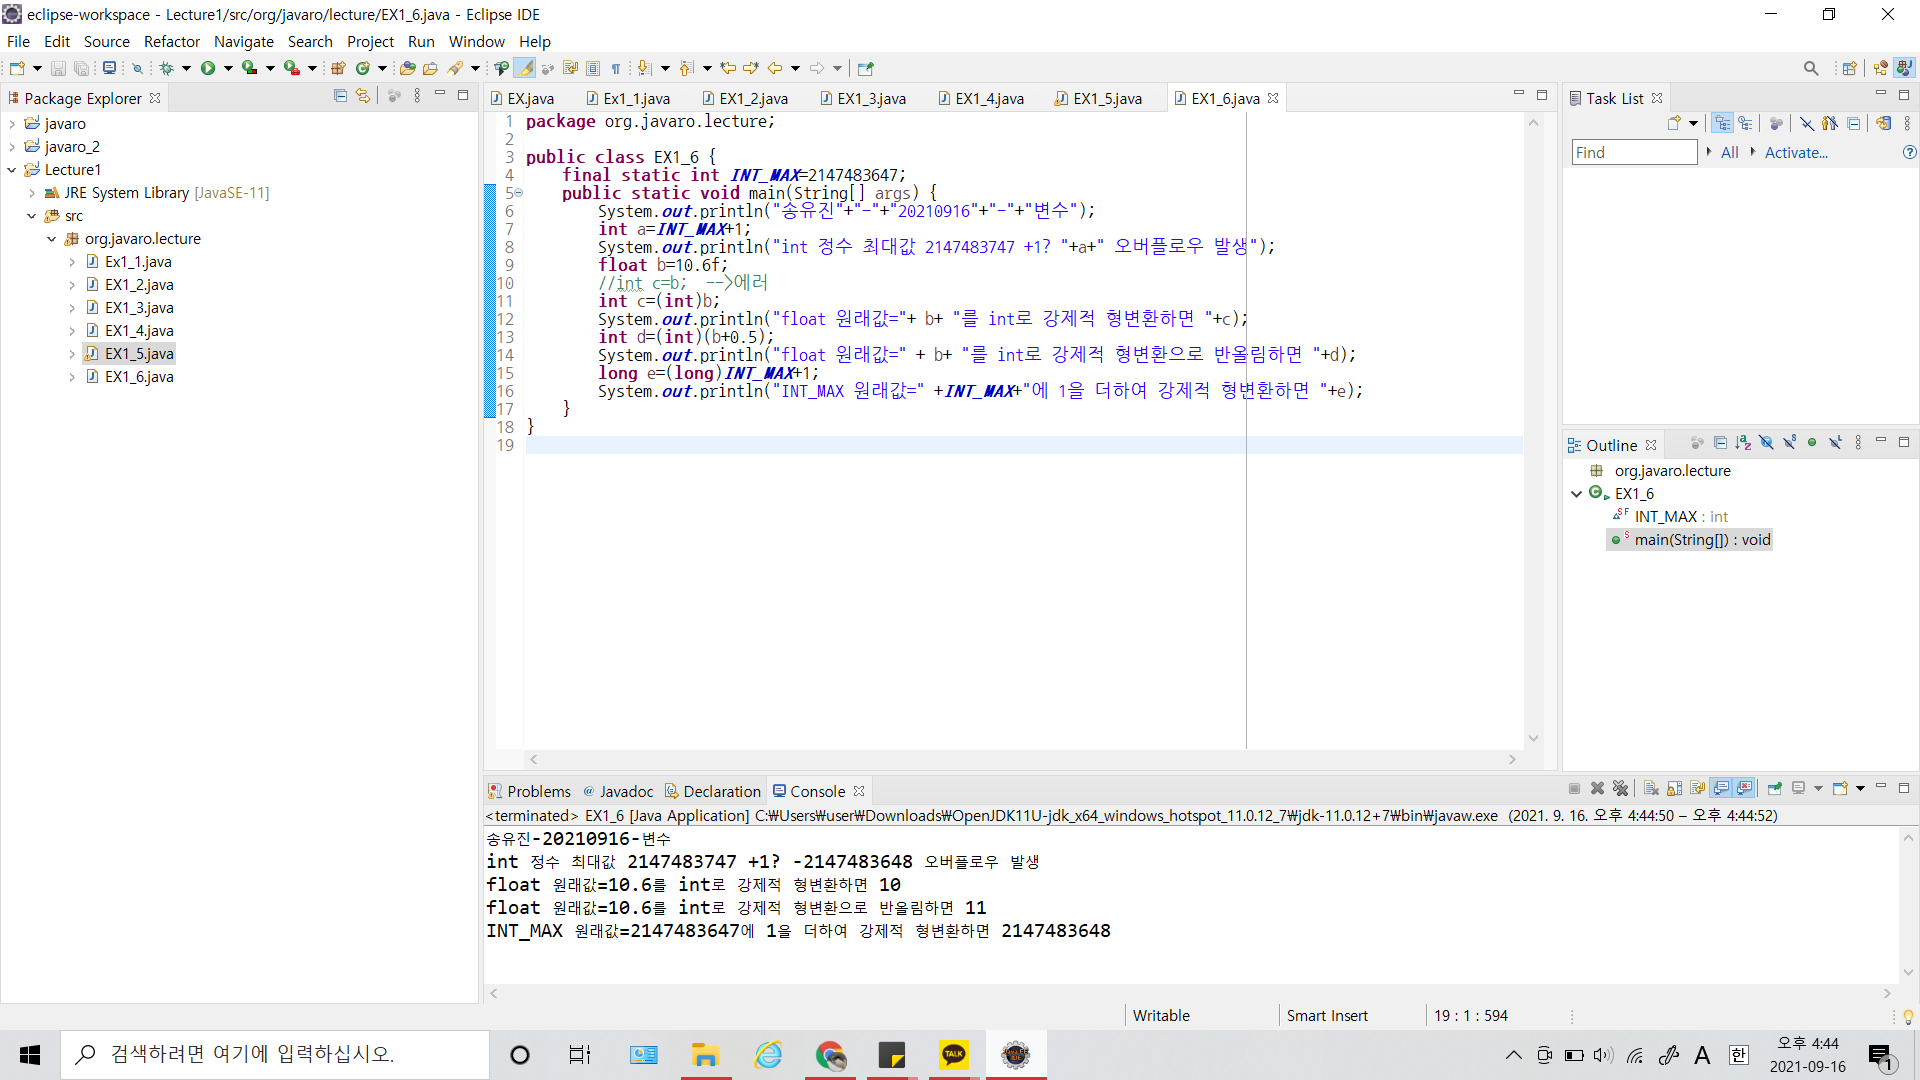 eclipse-workspace - Lecture1/src/org/javaro/lecture/EX1_6.java - Eclipse IDE
File Edit Source Refactor Navigate Search Project Run Window Help
Package Explorer
javaro
javaro_2
Lecture1
JRE System Library [JavaSE-11]
src
org.javaro.lecture
Ex1_1.java
EX1_2.java
EX1_3.java
EX1_4.java
EX1_5.java
EX1_6.java
EX.java Ex1_1.java EX1_2.java EX1_3.java EX1_4.java EX1_5.java EX1_6.java
1 package org.javaro.lecture;
2
3 public class EX1_6 {
4 final static int INT_MAX=2147483647;
5 public static void main(String[] args) {
6 System.out.println("송유진"+"-"+"20210916"+"-"+"변수");
7 int a=INT_MAX+1;
8 System.out.println("int 정수 최대값 2147483747 +1? "+a+" 오버플로우 발생");
9 float b=10.6f;
10 //int c=b; -->에러
11 int c=(int)b;
12 System.out.println("float 원래값="+ b+ "를 int로 강제적 형변환하면 "+c);
13 int d=(int)(b+0.5);
14 System.out.println("float 원래값=" + b+ "를 int로 강제적 형변환으로 반올림하면 "+d);
15 long e=(long)INT_MAX+1;
16 System.out.println("INT_MAX 원래값=" +INT_MAX+"에 1을 더하여 강제적 형변환하면 "+e);
17 }
18 }
19
Task List
Find All Activate...
Outline
org.javaro.lecture
EX1_6
INT_MAX : int
main(String[]) : void
Problems Javadoc Declaration Console
<terminated> EX1_6 [Java Application] C:₩Users₩user₩Downloads₩OpenJDK11U-jdk_x64_windows_hotspot_11.0.12_7₩jdk-11.0.12+7₩bin₩javaw.exe (2021. 9. 16. 오후 4:44:50 – 오후 4:44:52)
송유진-20210916-변수
int 정수 최대값 2147483747 +1? -2147483648 오버플로우 발생
float 원래값=10.6를 int로 강제적 형변환하면 10
float 원래값=10.6를 int로 강제적 형변환으로 반올림하면 11
INT_MAX 원래값=2147483647에 1을 더하여 강제적 형변환하면 2147483648
Writable Smart Insert 19 : 1 : 594
검색하려면 여기에 입력하십시오.
TALK
A 한
오후 4:44
2021-09-16
1